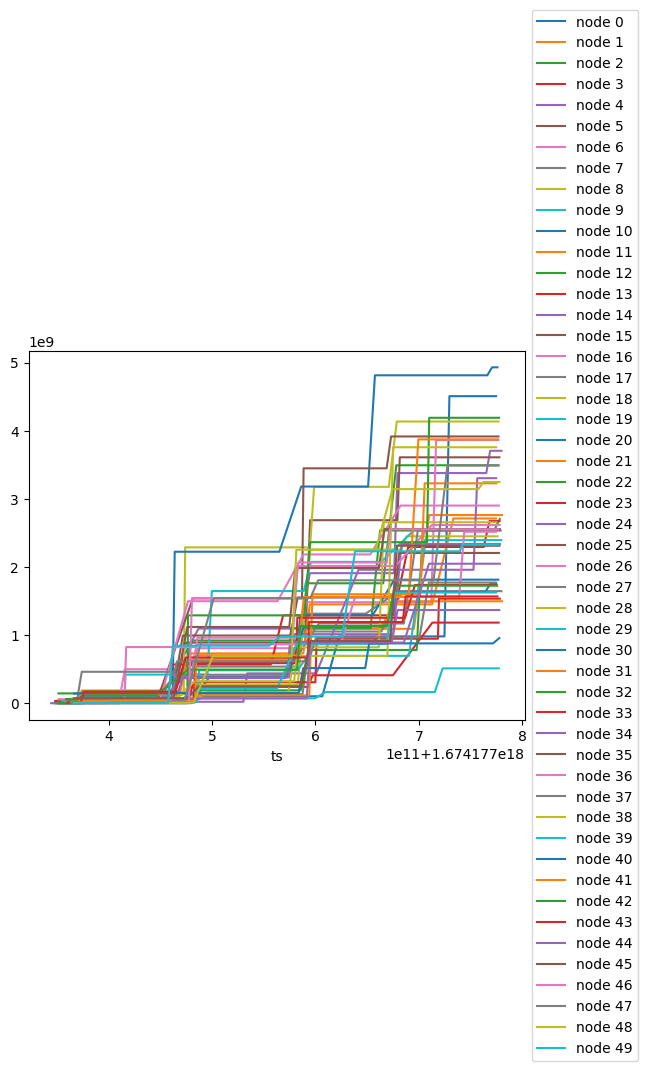 1e9
5
4
3
2
1
0
4
5
6
7
8
ts
1e11+1.674177e18
node 0
node 1
node 2
node 3
node 4
node 5
node 6
node 7
node 8
node 9
node 10
node 11
node 12
node 13
node 14
node 15
node 16
node 17
node 18
node 19
node 20
node 21
node 22
node 23
node 24
node 25
node 26
node 27
node 28
node 29
node 30
node 31
node 32
node 33
node 34
node 35
node 36
node 37
node 38
node 39
node 40
node 41
node 42
node 43
node 44
node 45
node 46
node 47
node 48
node 49